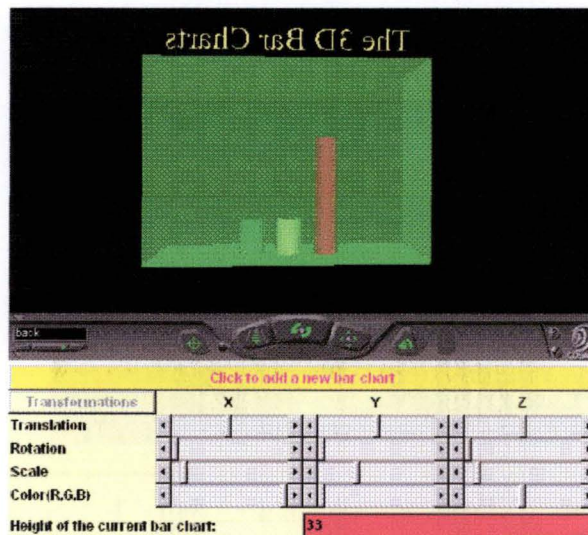 The 3D Bar Charts
back
Click to add a new bar chart
Transformations X Y Z
Translation
Rotation
Scale
Color(R,G,B)
Height of the current bar chart: 33